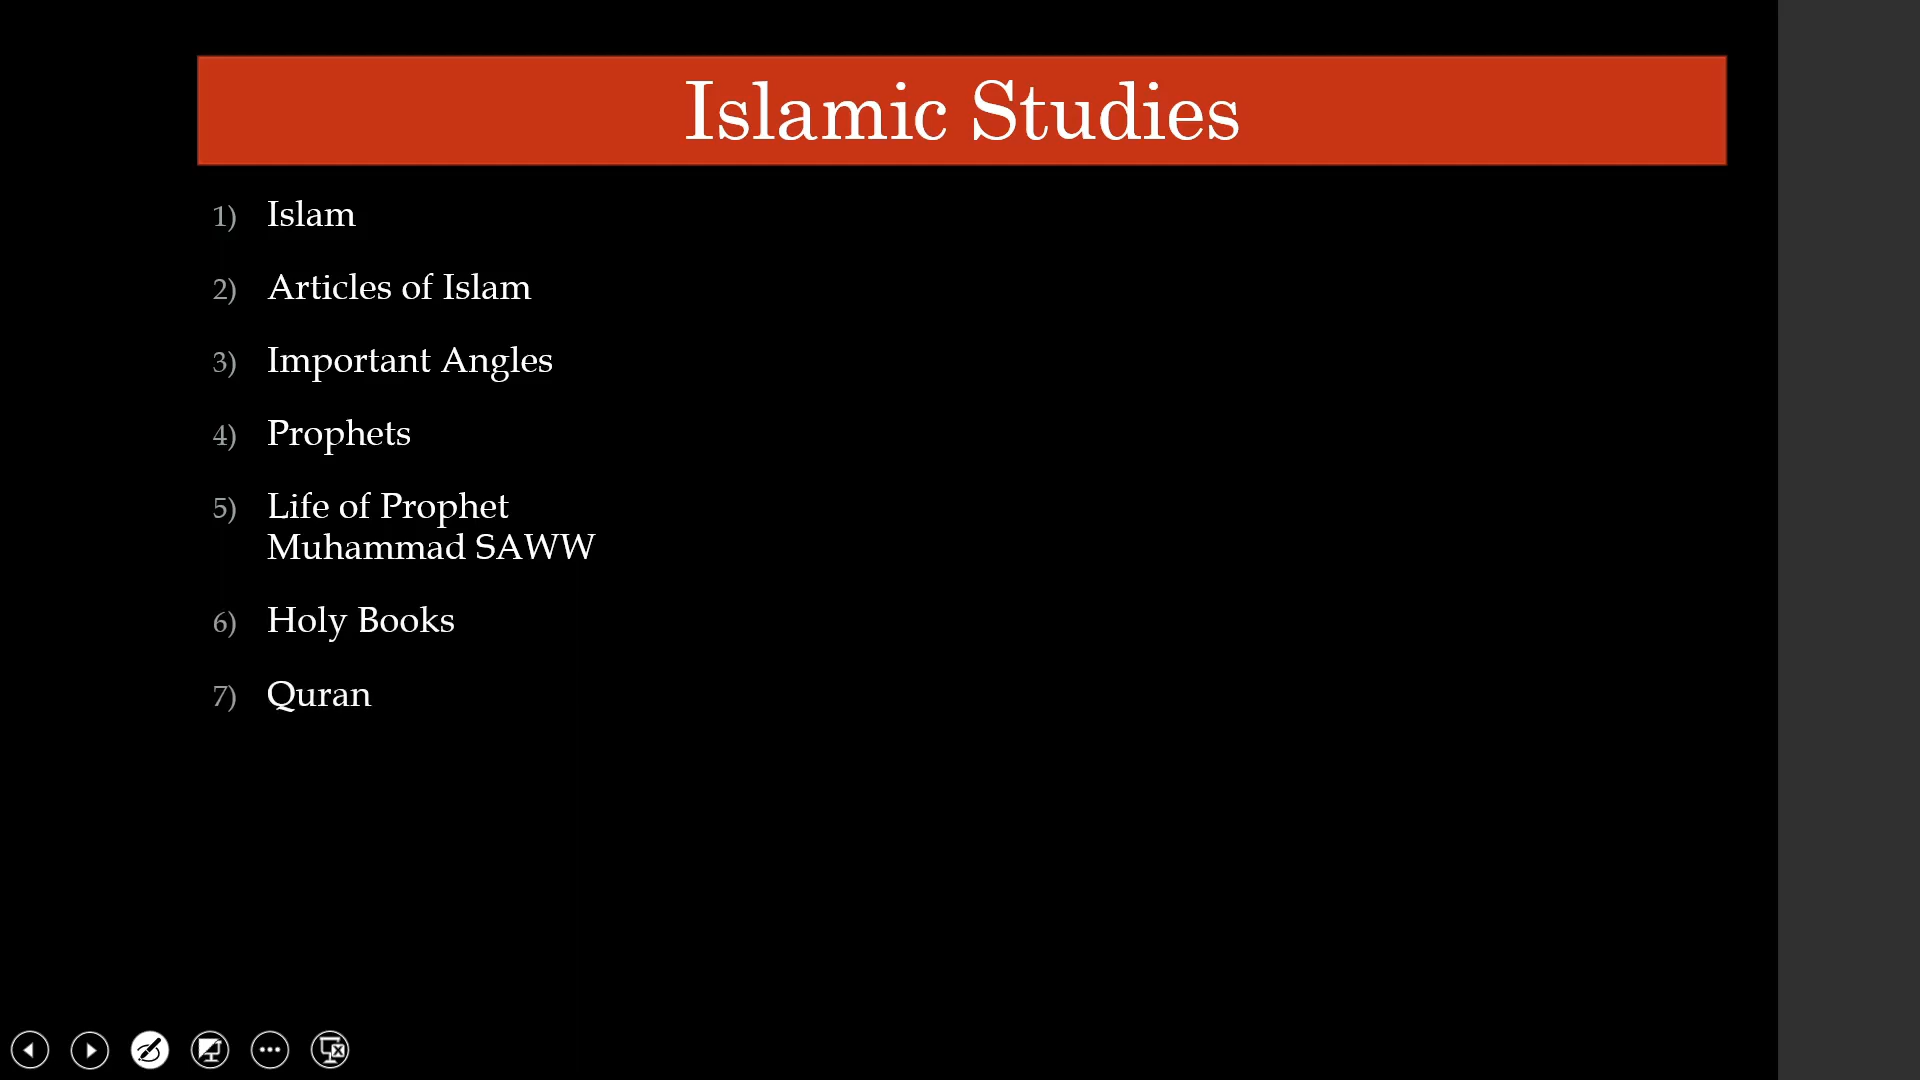 Islamic Studies
1) Islam
2) Articles of Islam
3) Important Angles
4) Prophets
5) Life of Prophet
Muhammad SAWW
6) Holy Books
7) Quran